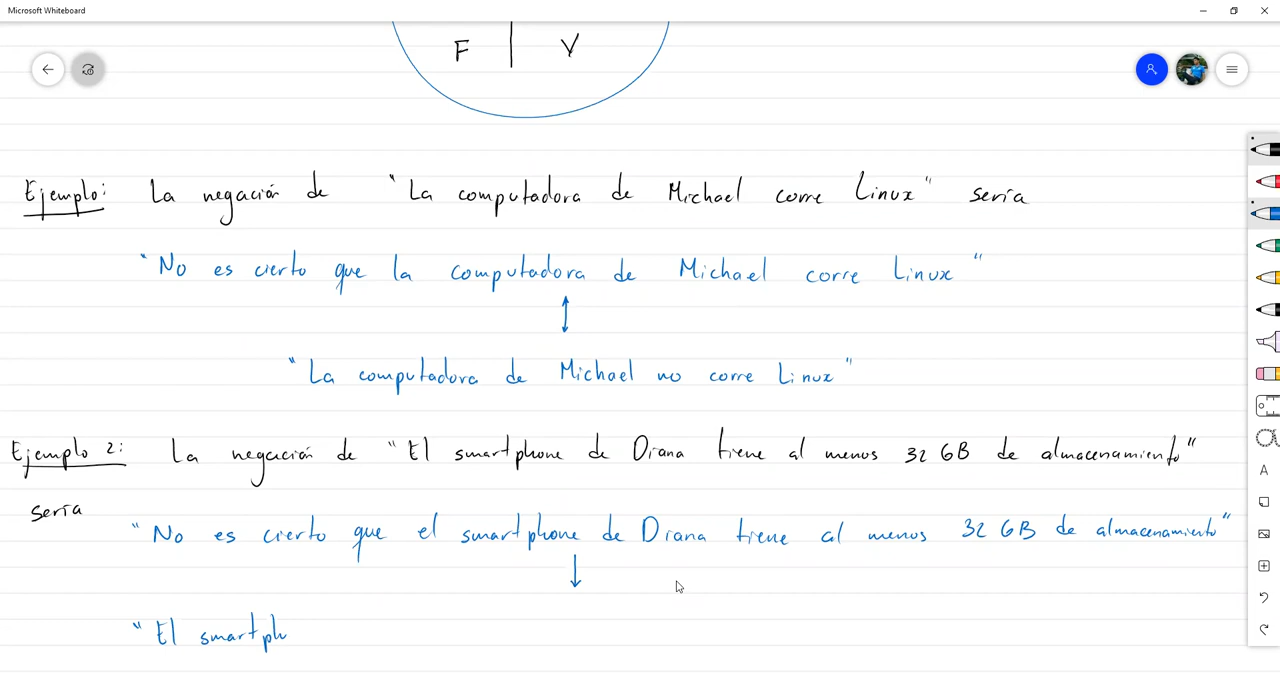 Microsoft Whiteboard
F | V
Ejemplo: La negación de "La computadora de Michael corre Linux" sería
"No es cierto que la computadora de Michael corre Linux"
"La computadora de Michael no corre Linux"
Ejemplo 2: La negación de "El smartphone de Diana tiene al menos 32 GB de almacenamiento"
sería
"No es cierto que el smartphone de Diana tiene al menos 32 GB de almacenamiento"
"El smartph
A